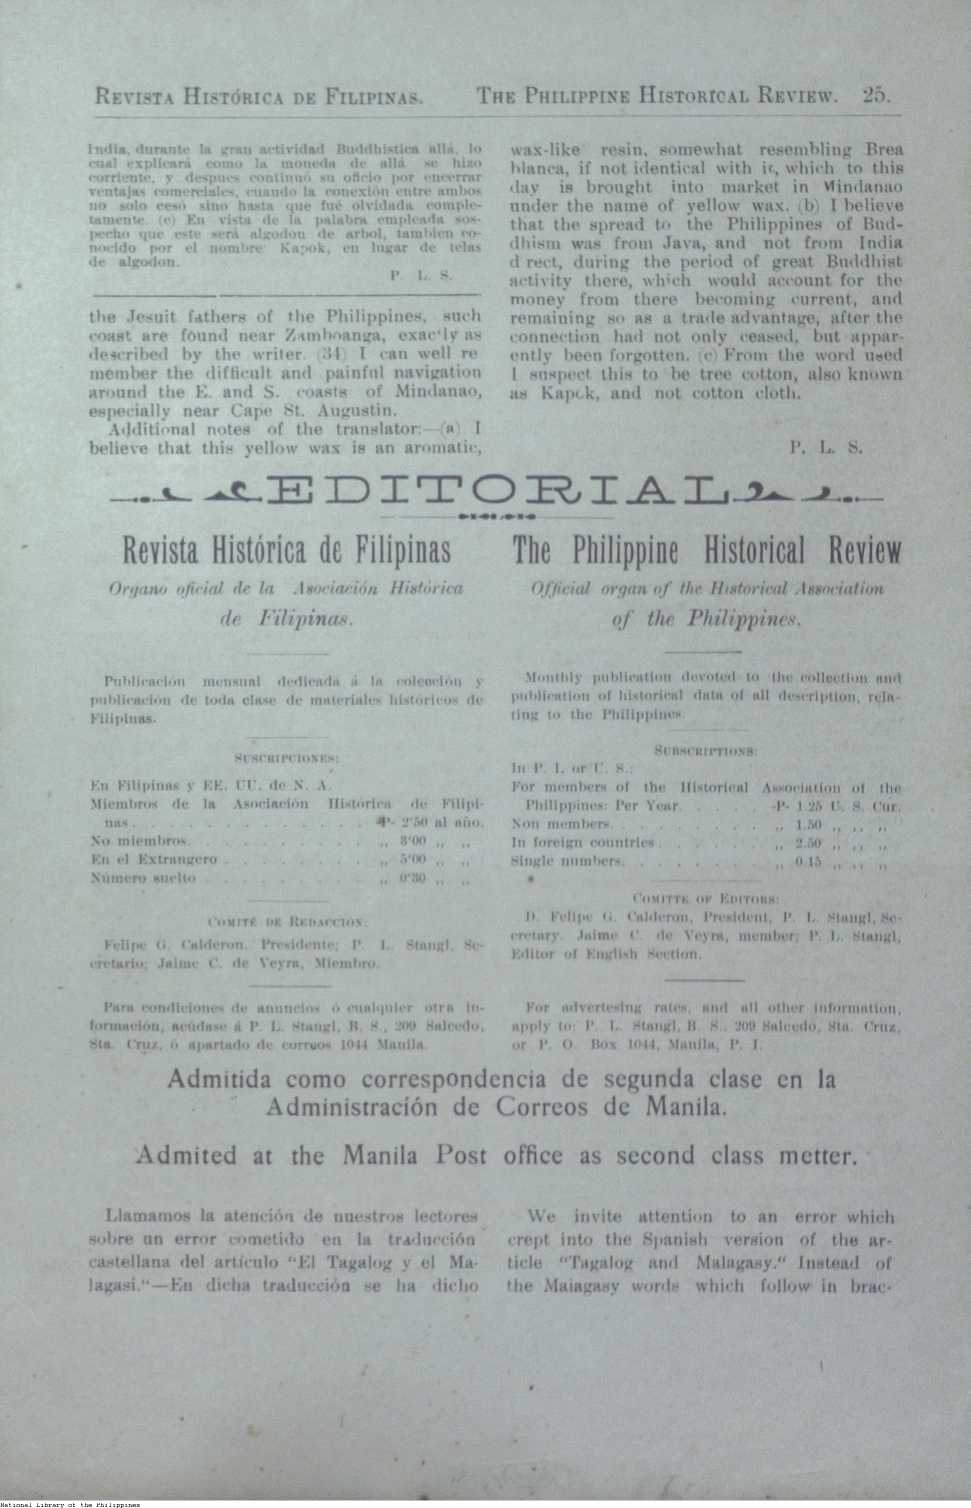 REVISTA HISTÓRICA DE FILIPINAS.
THE PHILIPPINE HISTORICAL REVIEW. 25.
India, durante la gran actividad Buddhistica allá, lo
cual explicará como la moneda de allá se hizo
corriente, y despues continuó su oficio por encerrar
ventajas comerciales, cuando la conexión entre ambos
no solo cesó sino hasta que fué olvidada comple-
tamente. (c) En vista de la palabra empleada sos-
pecho que este será algodon de arbol, tambien co-
nocido por el nombre Kapok, en lugar de telas
de algodon.
P. L. S.
the Jesuit fathers of the Philippines, such
coast are found near Zamboanga, exac'ly as
described by the writer. (34) I can well re
member the difficult and painful navigation
around the E. and S. coasts of Mindanao,
especially near Cape St. Augustin.
Additional notes of the translator:—(a) I
believe that this yellow wax is an aromatic,
wax-like resin, somewhat resembling Brea
blanca, if not identical with it, which to this
day is brought into market in Mindanao
under the name of yellow wax. (b) I believe
that the spread to the Philippines of Bud-
dhism was from Java, and not from India
d rect, during the period of great Buddhist
activity there, which would account for the
money from there becoming current, and
remaining so as a trade advantage, after the
connection had not only ceased, but appar-
ently been forgotten. (c) From the word used
I suspect this to be tree cotton, also known
as Kapok, and not cotton cloth.
P. L. S.
EDITORIAL
Revista Histórica de Filipinas
Organo oficial de la Asociación Histórica
de Filipinas.
Publicación mensual dedicada á la coleoción y
publicación de toda clase de materiales históricos de
Filipinas.
SUSCRIPCIONES:
En Filipinas y EE. UU. de N. A.
Miembros de la Asociación Histórica de Filipi-
nas. . . . . . . . . . . . . P- 2'50 al año.
No miembros. . . . . . . . . . „ 3'00 „ „
En el Extrangero . . . . . . . . „ 5'00 „ „
Número suelto . . . . . . . . . „ 0'30 „ „
COMITÉ DE REDACCION:
Felipe G. Calderon, Presidente; P. L. Stangl, Se-
cretario; Jaime C. de Veyra, Miembro.
Para condiciones de anuncios ó cualquier otra in-
formación, acúdase á P. L. Stangl, B. S., 209 Salcedo,
Sta. Cruz, ó apartado de correos 1044 Manila.
The Philippine Historical Review
Official organ of the Historical Association
of the Philippines.
Monthly publication devoted to the collection and
publication of historical data of all description, rela-
ting to the Philippines.
SUBSCRIPTIONS:
In P. I. or U. S.:
For members of the Historical Association of the
Philippines: Per Year. . . . . -P- 1.25 U. S. Cur.
Non members. . . . . . . . . „ 1.50 „ „ „
In foreign countries . . . . . . „ 2.50 „ „ „
Single numbers. . . . . . . . „ 0.15 „ „ „
COMITTE OF EDITORS:
D. Felipe G. Calderon, President, P. L. Stangl, Se-
cretary. Jaime C. de Veyra, member; P. L. Stangl,
Editor of English Section.
For advertesing rates, and all other information,
apply to: P. L. Stangl, B. S.. 209 Salcedo, Sta. Cruz,
or P. O. Box 1044, Manila, P. I.
Admitida como correspondencia de segunda clase en la
Administración de Correos de Manila.
Admited at the Manila Post office as second class metter.
Llamamos la atención de nuestros lectores
sobre un error cometido en la traducción
castellana del artículo “El Tagalog y el Ma-
lagasi.“—En dicha traducción se ha dicho
We invite attention to an error which
crept into the Spanish version of the ar-
ticle “Tagalog and Malagasy.“ Instead of
the Maiagasy words which follow in brac-
National Library of the Philippines